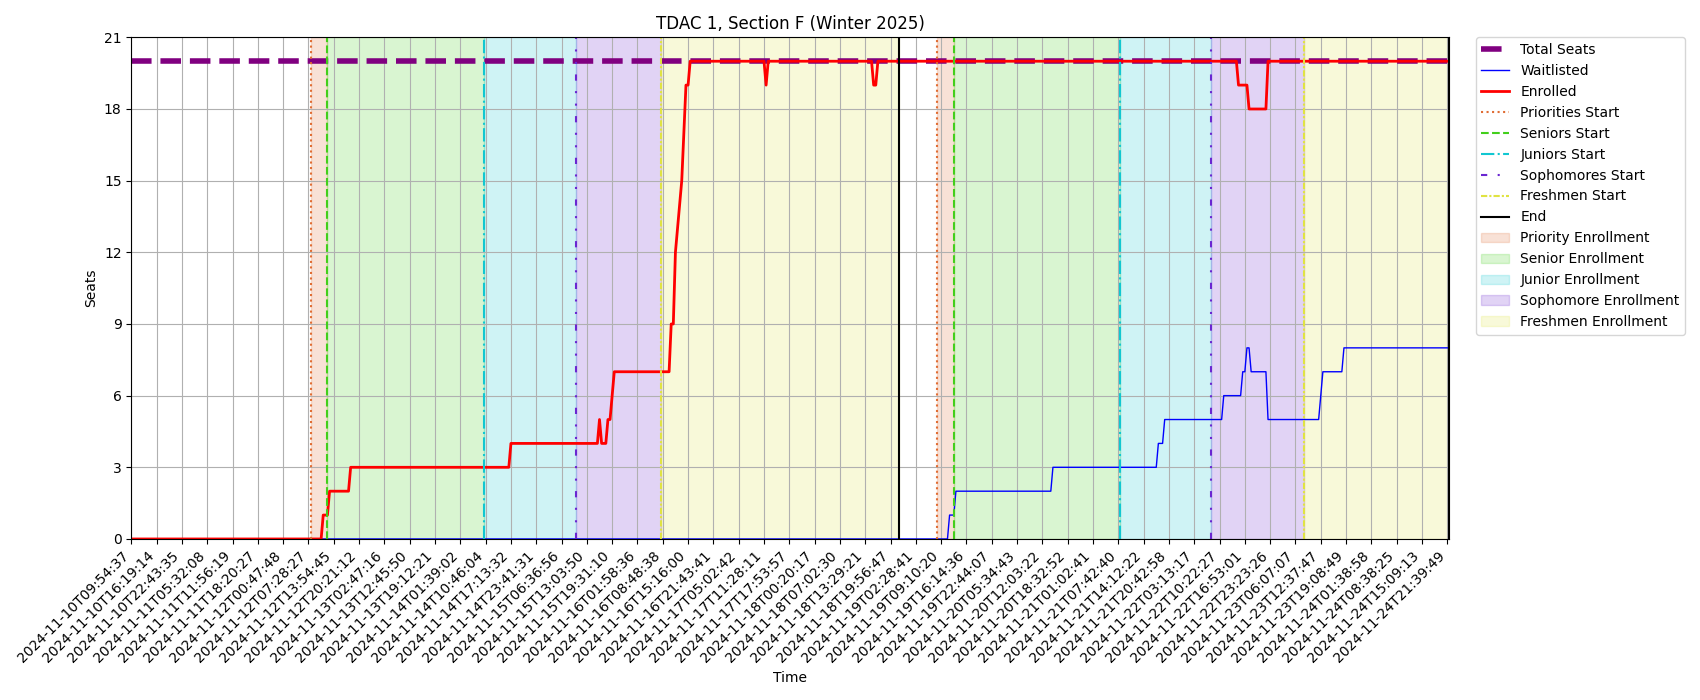 TDAC 1, Section F (Winter 2025)
21
18
15
12
9
6
3
0
Seats
2024-11-10T09:54:37
2024-11-10T16:19:14
2024-11-10T22:43:35
2024-11-11T05:32:08
2024-11-11T11:56:19
2024-11-11T18:20:27
2024-11-12T00:47:48
2024-11-12T07:28:27
2024-11-12T13:54:45
2024-11-12T20:21:12
2024-11-13T02:47:16
2024-11-13T12:45:50
2024-11-13T19:12:21
2024-11-14T01:39:02
2024-11-14T10:46:04
2024-11-14T17:13:32
2024-11-14T23:41:31
2024-11-15T06:36:56
2024-11-15T13:03:50
2024-11-15T19:31:10
2024-11-16T01:58:36
2024-11-16T08:48:38
2024-11-16T15:16:00
2024-11-16T21:43:41
2024-11-17T05:02:42
2024-11-17T11:28:11
2024-11-17T17:53:57
2024-11-18T00:20:17
2024-11-18T07:02:30
2024-11-18T13:29:21
2024-11-18T19:56:47
2024-11-19T02:28:41
2024-11-19T09:10:20
2024-11-19T16:14:36
2024-11-19T22:44:07
2024-11-20T05:34:43
2024-11-20T12:03:22
2024-11-20T18:32:52
2024-11-21T01:02:41
2024-11-21T07:42:40
2024-11-21T14:12:22
2024-11-21T20:42:58
2024-11-22T03:13:17
2024-11-22T10:22:27
2024-11-22T16:53:01
2024-11-22T23:23:26
2024-11-23T06:07:07
2024-11-23T12:37:47
2024-11-23T19:08:49
2024-11-24T01:38:58
2024-11-24T08:38:25
2024-11-24T15:09:13
2024-11-24T21:39:49
Time
Total Seats
Waitlisted
Enrolled
Priorities Start
Seniors Start
Juniors Start
Sophomores Start
Freshmen Start
End
Priority Enrollment
Senior Enrollment
Junior Enrollment
Sophomore Enrollment
Freshmen Enrollment